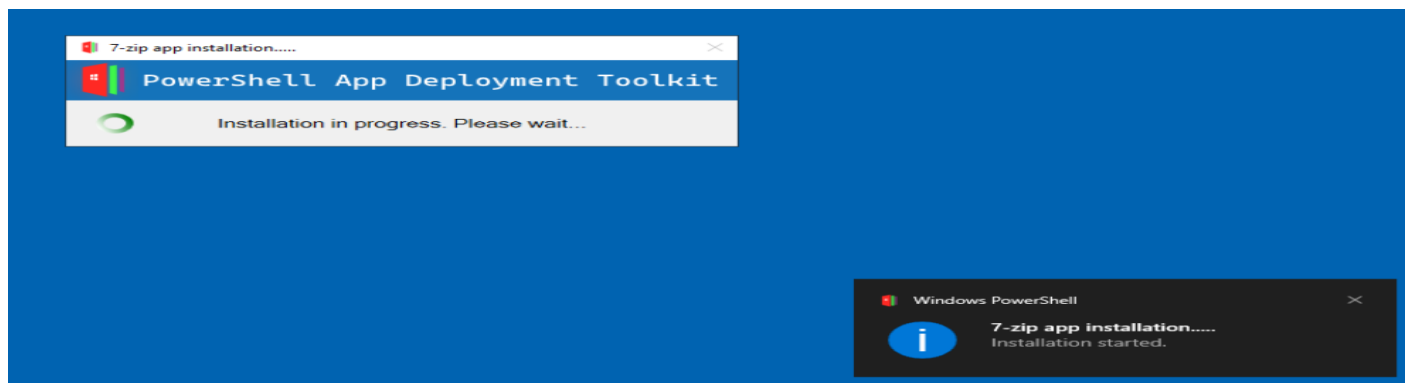 7-zip app installation.....
PowerShell App Deployment Toolkit
Installation in progress. Please wait...
Windows PowerShell
7-zip app installation.....
Installation started.